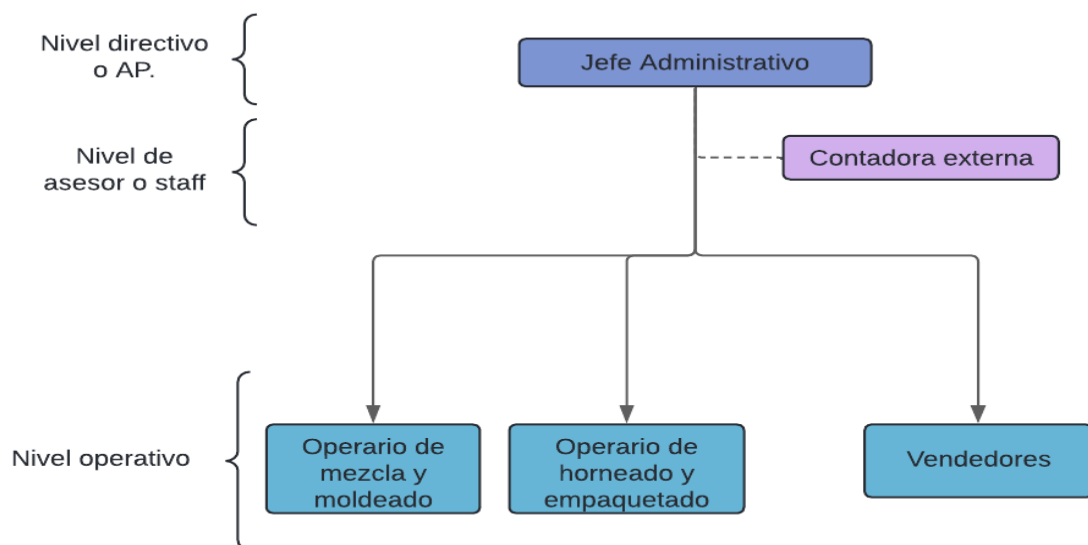 Nivel directivo
o AP.
Jefe Administrativo
Nivel de
asesor o staff
Contadora externa
Nivel operativo
Operario de
mezcla y
moldeado
Operario de
horneado y
empaquetado
Vendedores